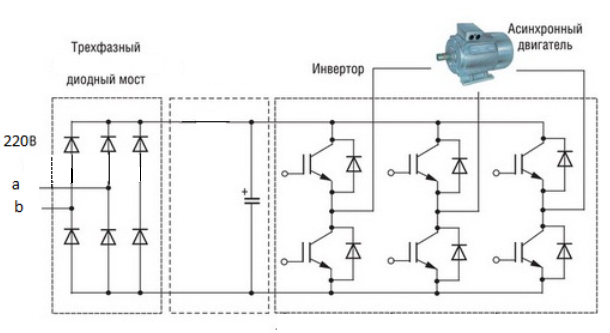 Трехфазный
диодный мост
Инвертор
Асинхронный
двигатель
220В
a
b
+